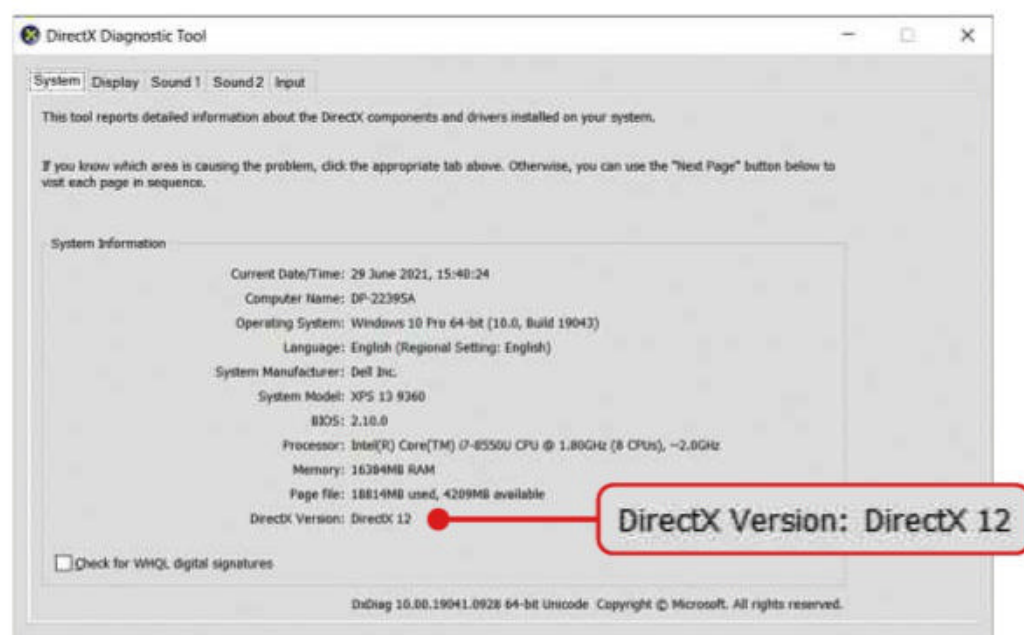 DirectX Diagnostic Tool
System Display Sound 1 Sound 2 Input
This tool reports detailed information about the DirectX components and drivers installed on your system.
If you know which area is causing the problem, click the appropriate tab above. Otherwise, you can use the "Next Page" button below to
visit each page in sequence.
System Information
Current Date/Time: 29 June 2021, 15:40:24
Computer Name: DP-22395A
Operating System: Windows 10 Pro 64-bit (10.0, Build 19043)
Language: English (Regional Setting: English)
System Manufacturer: Dell Inc.
System Model: XPS 13 9360
BIOS: 2.10.0
Processor: Intel(R) Core(TM) i7-8550U CPU @ 1.80GHz (8 CPUs), ~2.0GHz
Memory: 16384MB RAM
Page file: 18814MB used, 4209MB available
DirectX Version: DirectX 12
DirectX Version: DirectX 12
Check for WHQL digital signatures
DxDiag 10.00.19041.0928 64-bit Unicode Copyright © Microsoft. All rights reserved.